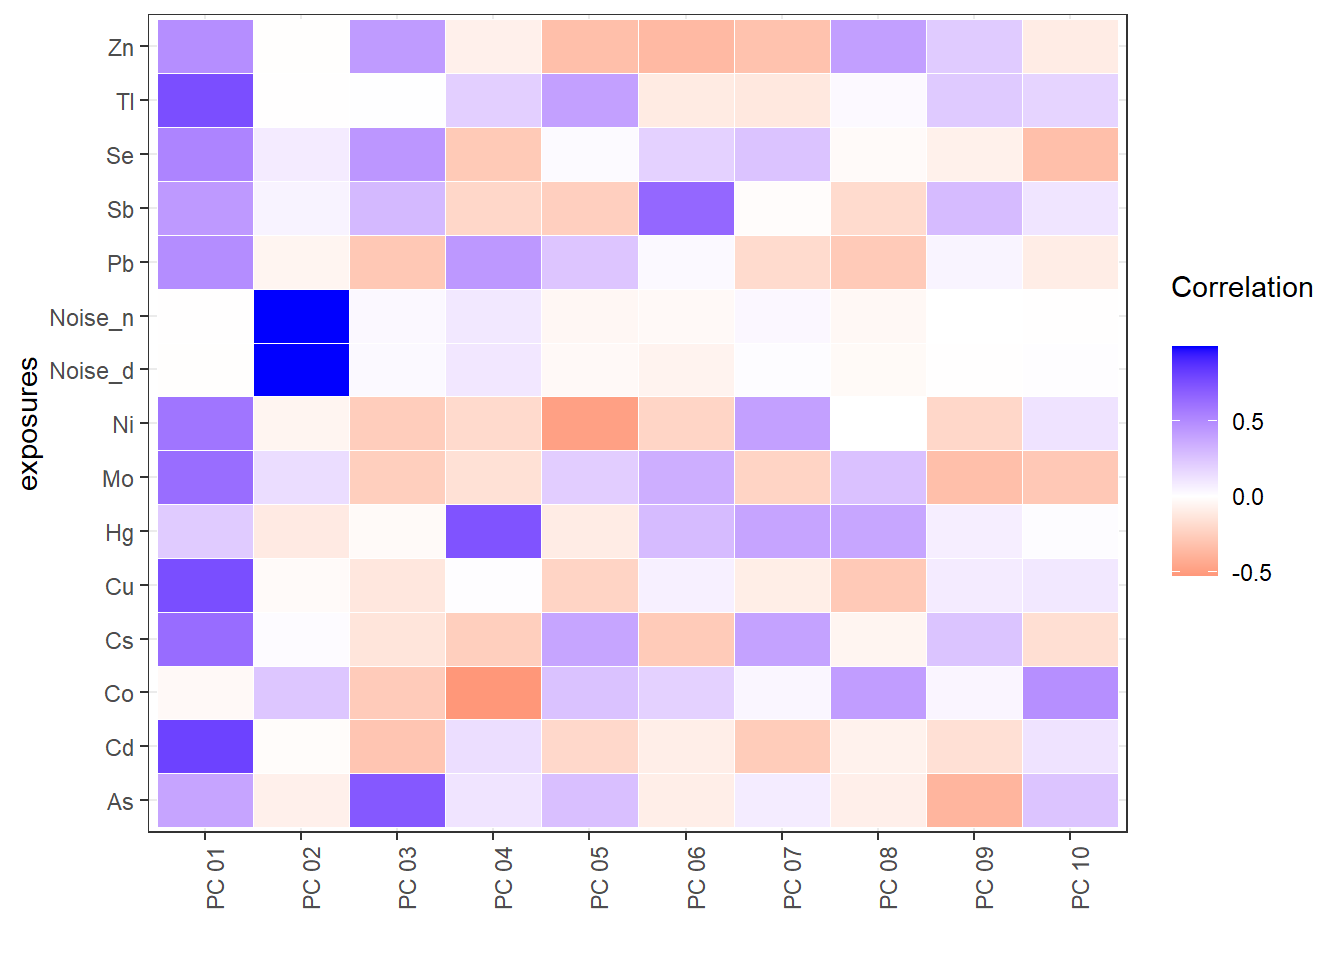 Zn
Tl
Se
Sb
Pb
Noise_n
Noise_d
Ni
Mo
Hg
Cu
Cs
Co
Cd
As
exposures
PC 01
PC 02
PC 03
PC 04
PC 05
PC 06
PC 07
PC 08
PC 09
PC 10
Correlation
0.5
0.0
-0.5